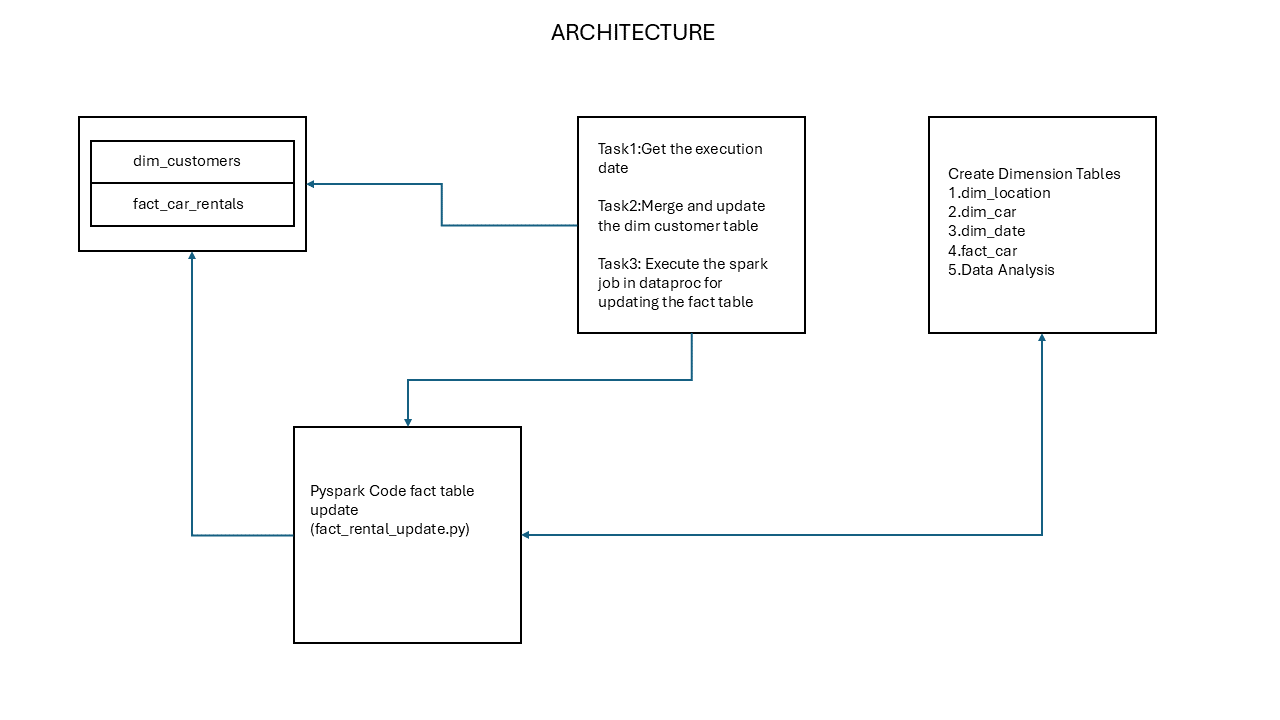 ARCHITECTURE
dim_customers
fact_car_rentals
Task1:Get the execution
date
Task2:Merge and update
the dim customer table
Task3: Execute the spark
job in dataproc for
updating the fact table
Create Dimension Tables
1.dim_location
2.dim_car
3.dim_date
4.fact_car
5.Data Analysis
Pyspark Code fact table
update
(fact_rental_update.py)